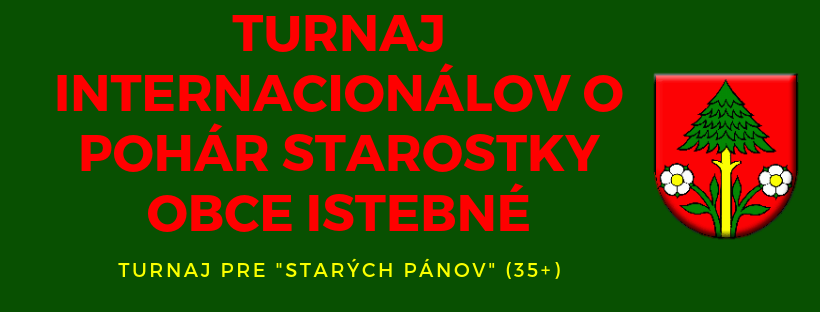 TURNAJ
INTERNACIONÁLOV O
POHÁR STAROSTKY
OBCE ISTEBNÉ
TURNAJ PRE "STARÝCH PÁNOV" (35+)